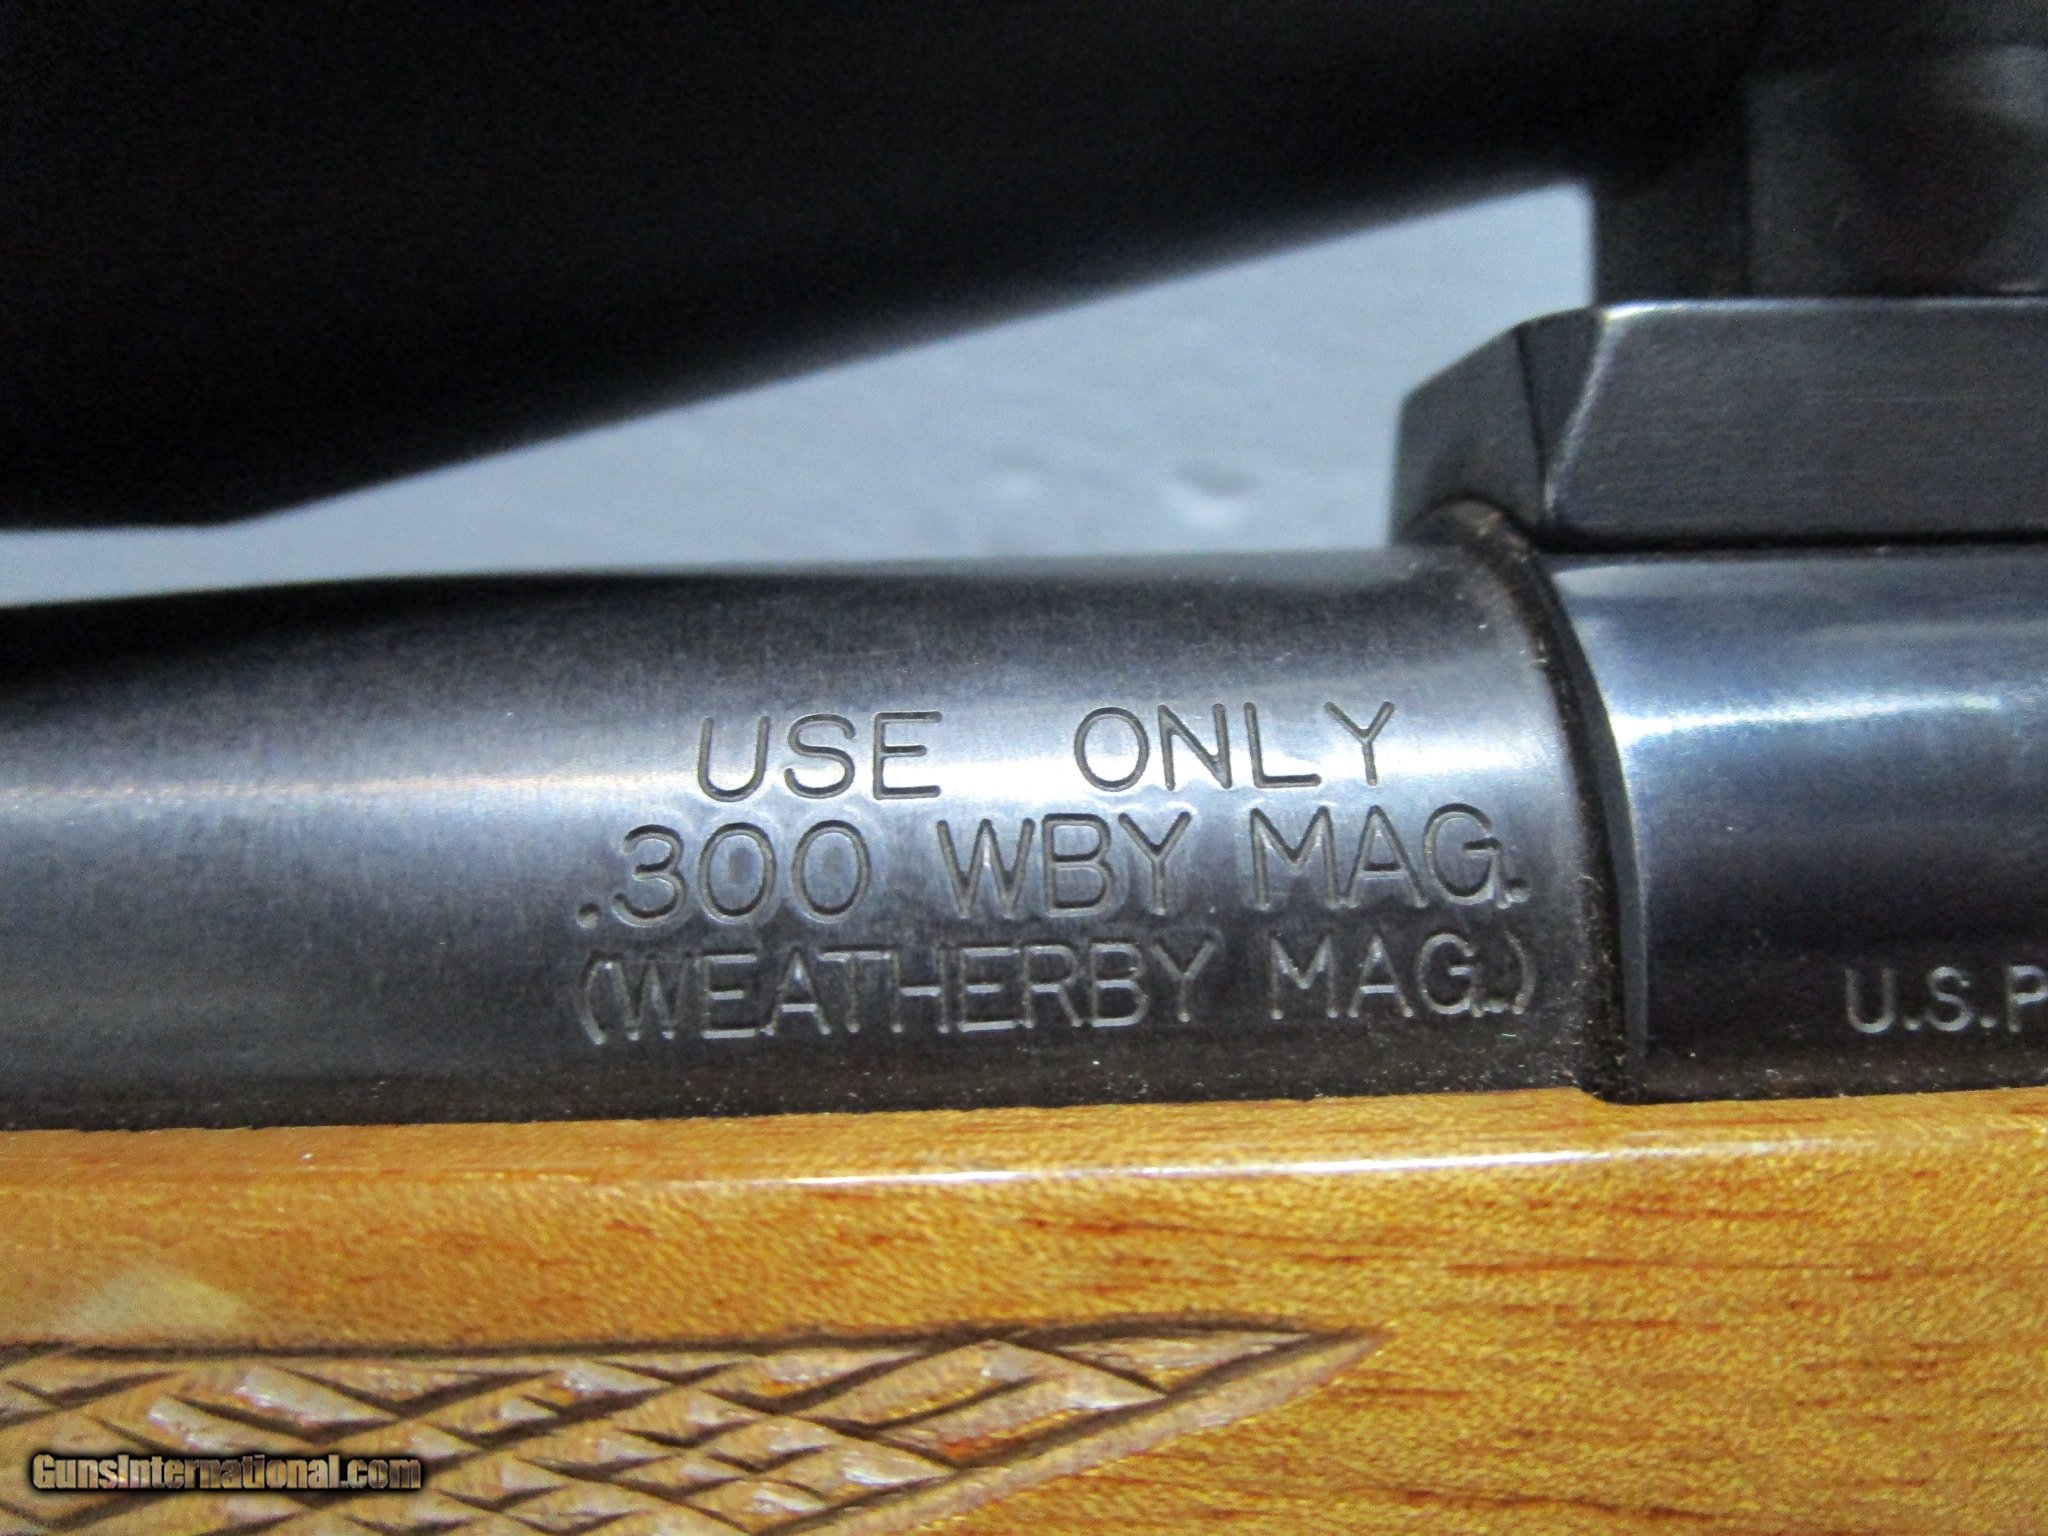 USE ONLY
.300 WBY MAG.
(WEATHERBY MAG.)
U.S.P
GunsInternational.com